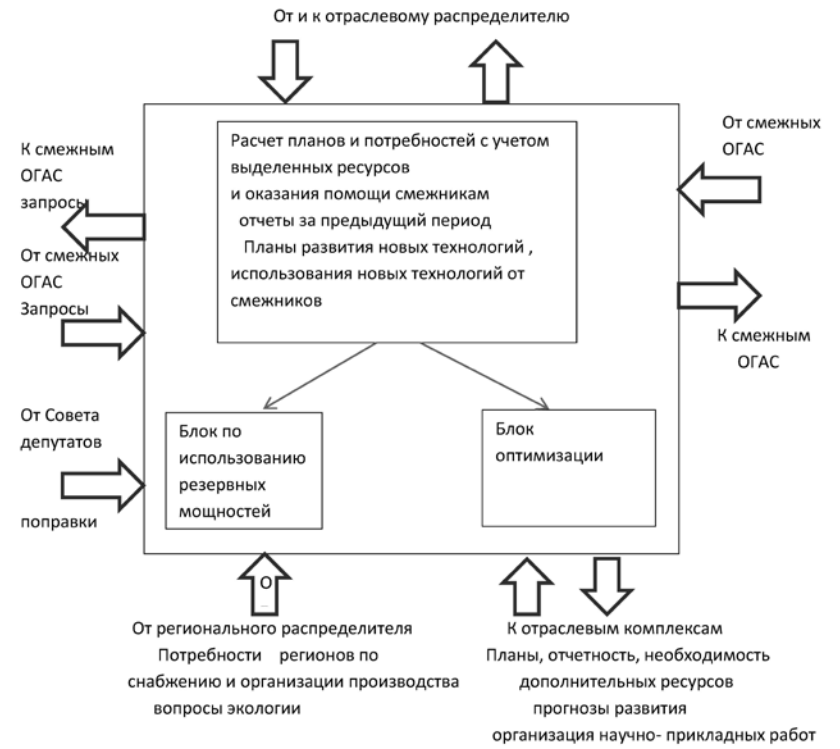 От и к отраслевому распределителю
К смежным
ОГАС
запросы
От смежных
ОГАС
Запросы
От Совета
депутатов
поправки
Расчет планов и потребностей с учетом
выделенных ресурсов
и оказания помощи смежникам
отчеты за предыдущий период
Планы развития новых технологий ,
использования новых технологий от
смежников
Блок по
использованию
резервных
мощностей
Блок
оптимизации
От смежных
ОГАС
К смежным
ОГАС
О
От регионального распределителя
Потребности регионов по
снабжению и организации производства
вопросы экологии
К отраслевым комплексам
Планы, отчетность, необходимость
дополнительных ресурсов
прогнозы развития
организация научно- прикладных работ